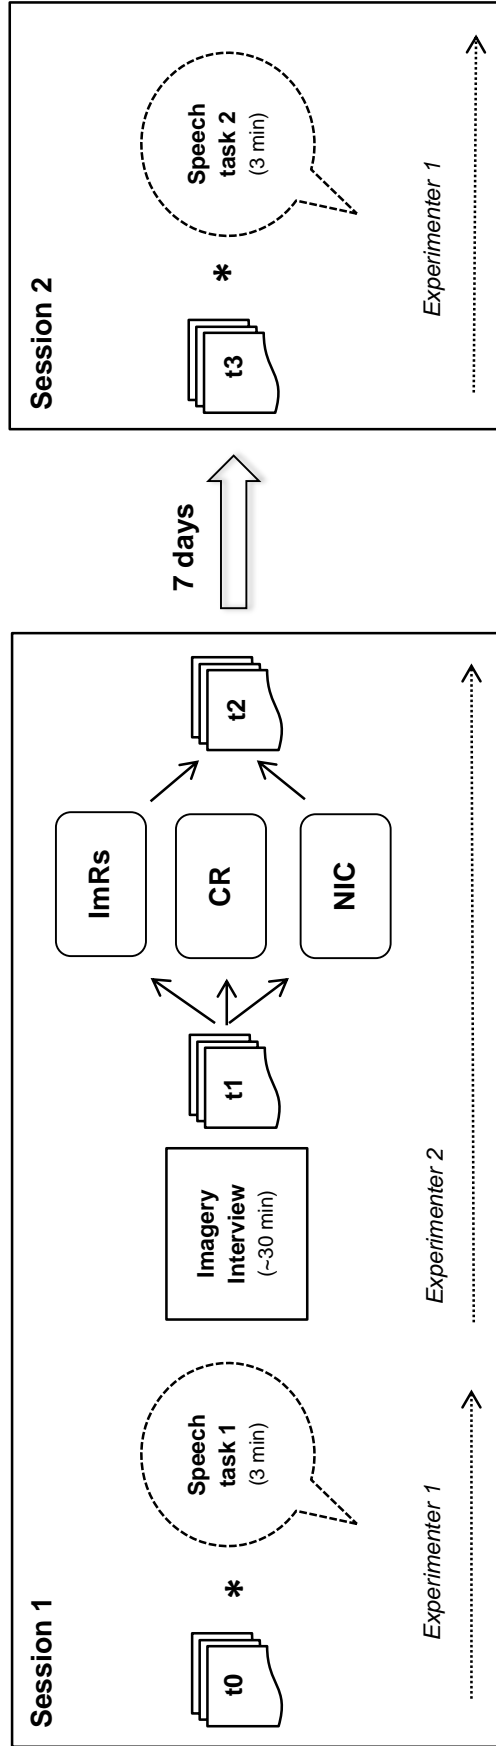 Session 1
t0
*
Speech
task 1
(3 min)
Imagery
Interview
(~30 min)
t1
ImRs
CR
NIC
t2
Experimenter 1
Experimenter 2
7 days
Session 2
t3
*
Speech
task 2
(3 min)
Experimenter 1